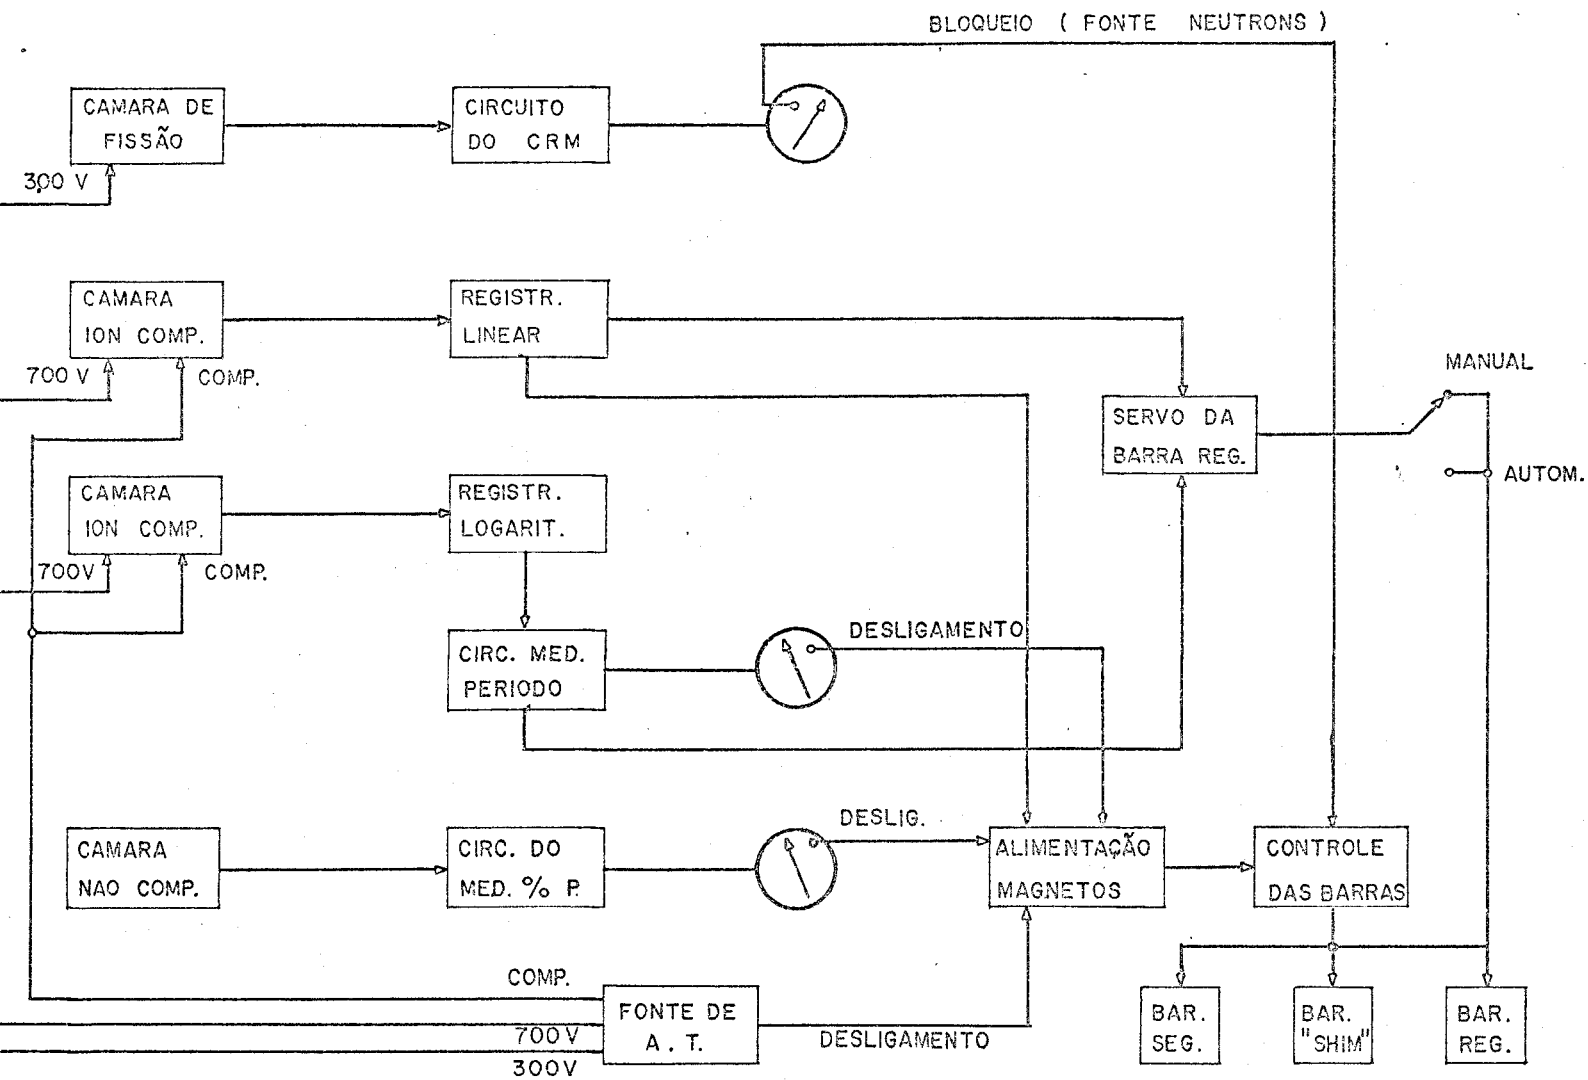 BLOQUEIO ( FONTE NEUTRONS )
CAMARA DE
FISSÃO
CIRCUITO
DO CRM
300 V
CAMARA
ION COMP.
REGISTR.
LINEAR
700 V
COMP.
MANUAL
SERVO DA
BARRA REG.
AUTOM.
CAMARA
ION COMP.
REGISTR.
LOGARIT.
700V
COMP.
DESLIGAMENTO
CIRC. MED.
PERIODO
DESLIG.
CAMARA
NAO COMP.
CIRC. DO
MED. % P.
ALIMENTAÇÃO
MAGNETOS
CONTROLE
DAS BARRAS
COMP.
FONTE DE
A. T.
700V
300V
DESLIGAMENTO
BAR.
SEG.
BAR.
"SHIM"
BAR.
REG.